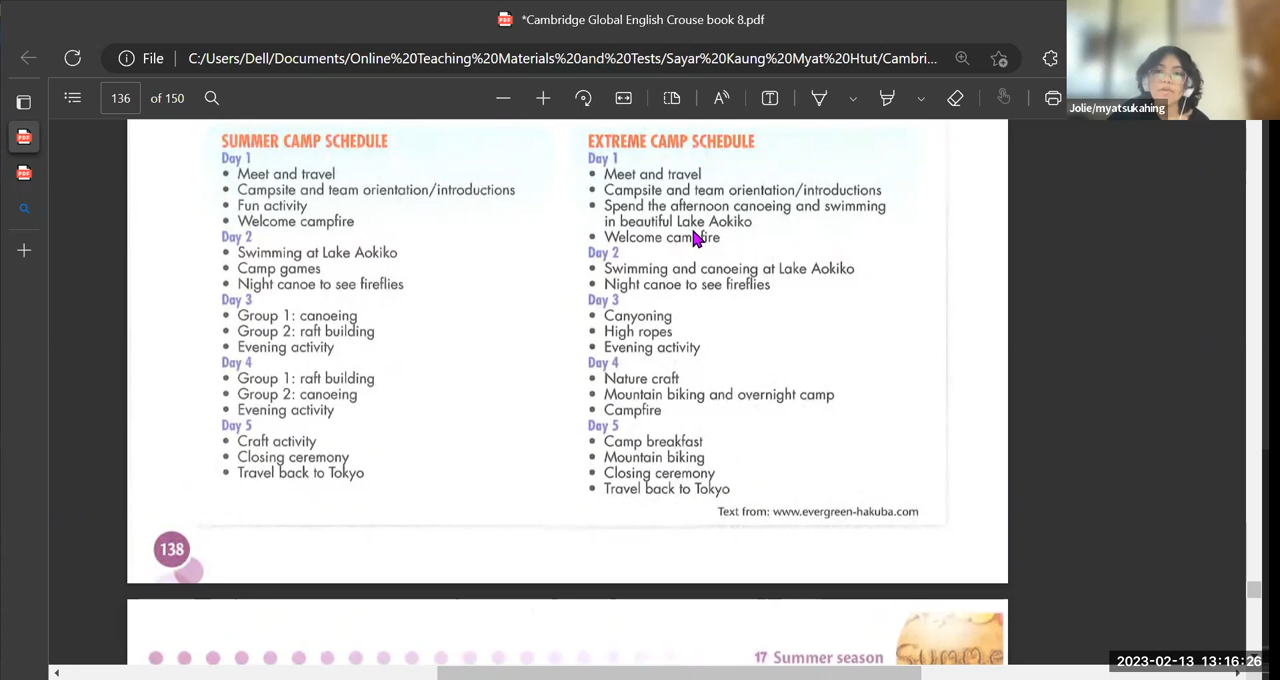 *Cambridge Global English Crouse book 8.pdf
File
C:/Users/Dell/Documents/Online%20Teaching%20Materials%20and%20Tests/Sayar%20Kaung%20Myat%20Htut/Cambri...
136 of 150
Jolie/myatsukahing
SUMMER CAMP SCHEDULE
Day 1
• Meet and travel
• Campsite and team orientation/introductions
• Fun activity
• Welcome campfire
Day 2
• Swimming at Lake Aokiko
• Camp games
• Night canoe to see fireflies
Day 3
• Group 1: canoeing
• Group 2: raft building
• Evening activity
Day 4
• Group 1: raft building
• Group 2: canoeing
• Evening activity
Day 5
• Craft activity
• Closing ceremony
• Travel back to Tokyo
EXTREME CAMP SCHEDULE
Day 1
• Meet and travel
• Campsite and team orientation/introductions
• Spend the afternoon canoeing and swimming
in beautiful Lake Aokiko
• Welcome campfire
Day 2
• Swimming and canoeing at Lake Aokiko
• Night canoe to see fireflies
Day 3
• Canyoning
• High ropes
• Evening activity
Day 4
• Nature craft
• Mountain biking and overnight camp
• Campfire
Day 5
• Camp breakfast
• Mountain biking
• Closing ceremony
• Travel back to Tokyo
Text from: www.evergreen-hakuba.com
138
17 Summer season
2023-02-13 13:16:26